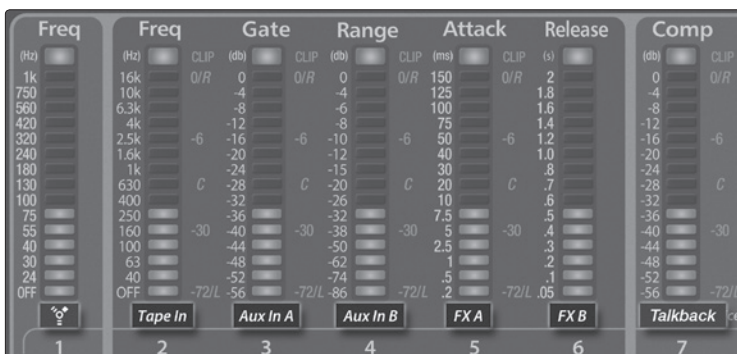 Freq Freq Gate Range Attack Release Comp
(Hz) (Hz) CLIP (db) CLIP (db) CLIP (ms) CLIP (s) (db) CLIP
1k 16k 0/R 0 0/R 0 0/R 150 0/R 2 0 0/R
750 10k -4 -4 125 1.8 -4
560 6.3k -8 -6 100 1.6 -8
420 4k -12 -8 75 1.4 -12
320 2.5k -6 -16 -6 -10 -6 50 -6 1.2 -16 -6
240 1.6k -20 -12 40 1.0 -20
180 1k -24 -15 30 .8 -24
130 630 C -28 C -20 C 20 C .7 -28 C
100 400 -32 -26 10 .6 -32
75 250 -36 -32 7.5 .5 -36
55 160 -30 -40 -30 -38 -30 5 -30 .4 -40 -30
40 100 -44 -50 2.5 .3 -44
30 63 -48 -62 1 .2 -48
24 40 -52 -74 .5 .1 -52
OFF OFF -72/L -56 -72/L -86 -72/L .2 -72/L .05 -56 -72/L
Tape In Aux In A Aux In B FX A FX B Talkback
1 2 3 4 5 6 7